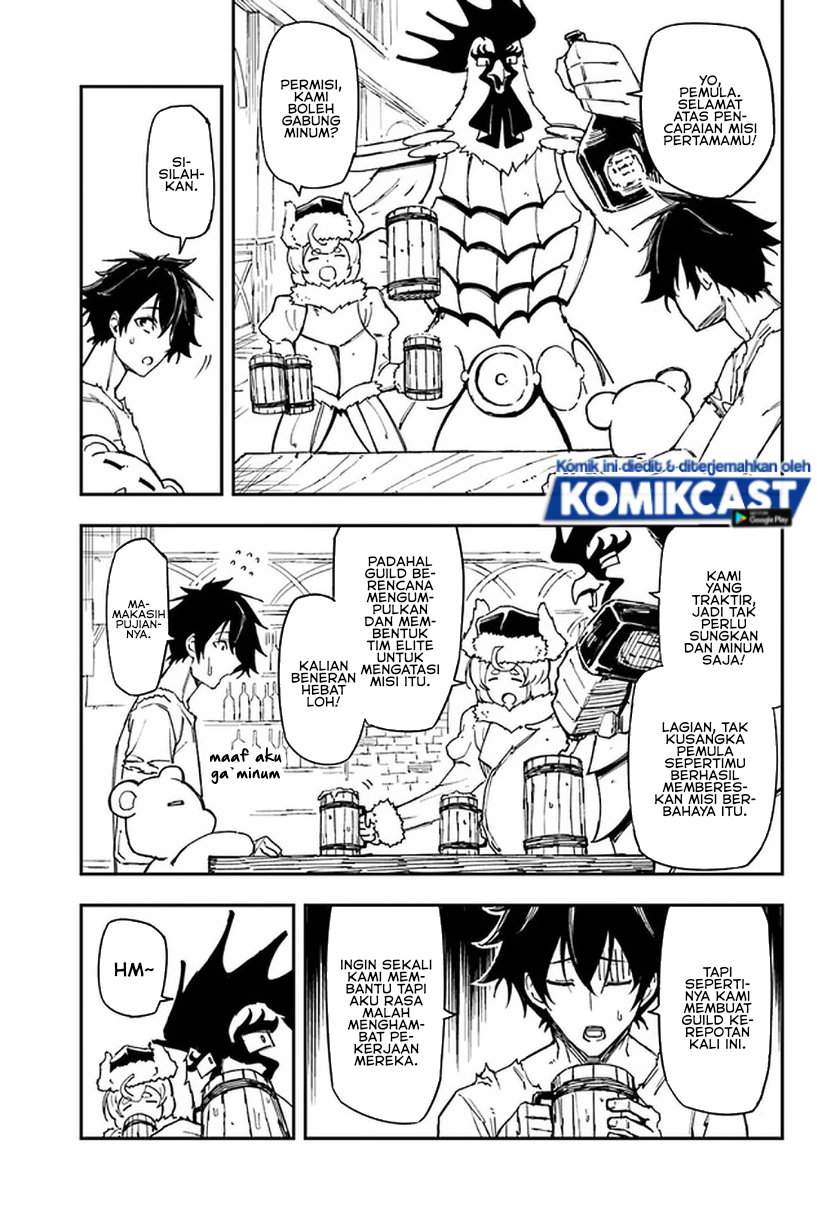 YO,
PEMULA.
SELAMAT
ATAS PEN-
CAPAIAN MISI
PERTAMAMU!
PERMISI,
KAMI
BOLEH
GABUNG
MINUM?
SI-
SILAH-
KAN.
Komik ini diedit & diterjemahkan oleh
KOMIKCAST
Google Play
KAMI
YANG
TRAKTIR,
JADI TAK
PERLU
SUNGKAN
DAN MINUM
SAJA!
LAGIAN, TAK
KUSANGKA
PEMULA
SEPERTIMU
BERHASIL
MEMBERES-
KAN MISI BER-
BAHAYA ITU.
PADAHAL
GUILD BE-
RENCANA
MENGUM-
PULKAN
DAN MEM-
BENTUK
TIM ELITE
UNTUK
MENGATASI
MISI ITU.
KALIAN
BENERAN
HEBAT
LOH!
MA-
MAKASIH
PUJIAN-
NYA.
maaf aku
ga`minum
TAPI
SEPERTI-
NYA KAMI
MEMBUAT
GUILD KE-
REPOTAN
KALI INI.
INGIN SEKALI
KAMI MEM-
BANTU TAPI
AKU RASA
MALAH
MENGHAM-
BAT PE-
KERJAAN
MEREKA.
HM~